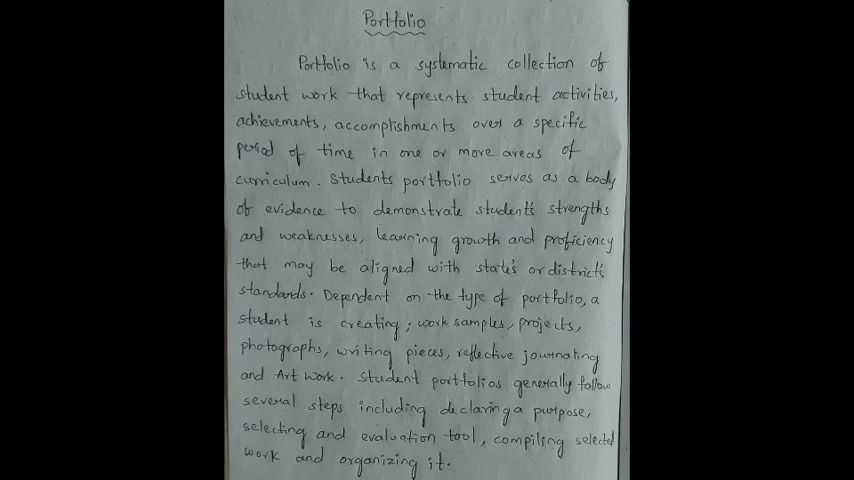 Portfolio
Portfolio is a systematic collection of
student work that represents student activities,
achievements, accomplishments over a specific
period of time in one or more areas of
curriculum. Students portfolio serves as a body
of evidence to demonstrate student's strengths
and weaknesses, learning growth and proficiency
that may be aligned with state's or district's
standards. Dependent on the type of portfolio, a
student is creating; work samples, projects,
photographs, writing pieces, reflective journating
and Art work. Student portfolios generally follow
several steps including declaring a purpose,
selecting and evaluation tool, compiling selected
work and organizing it.